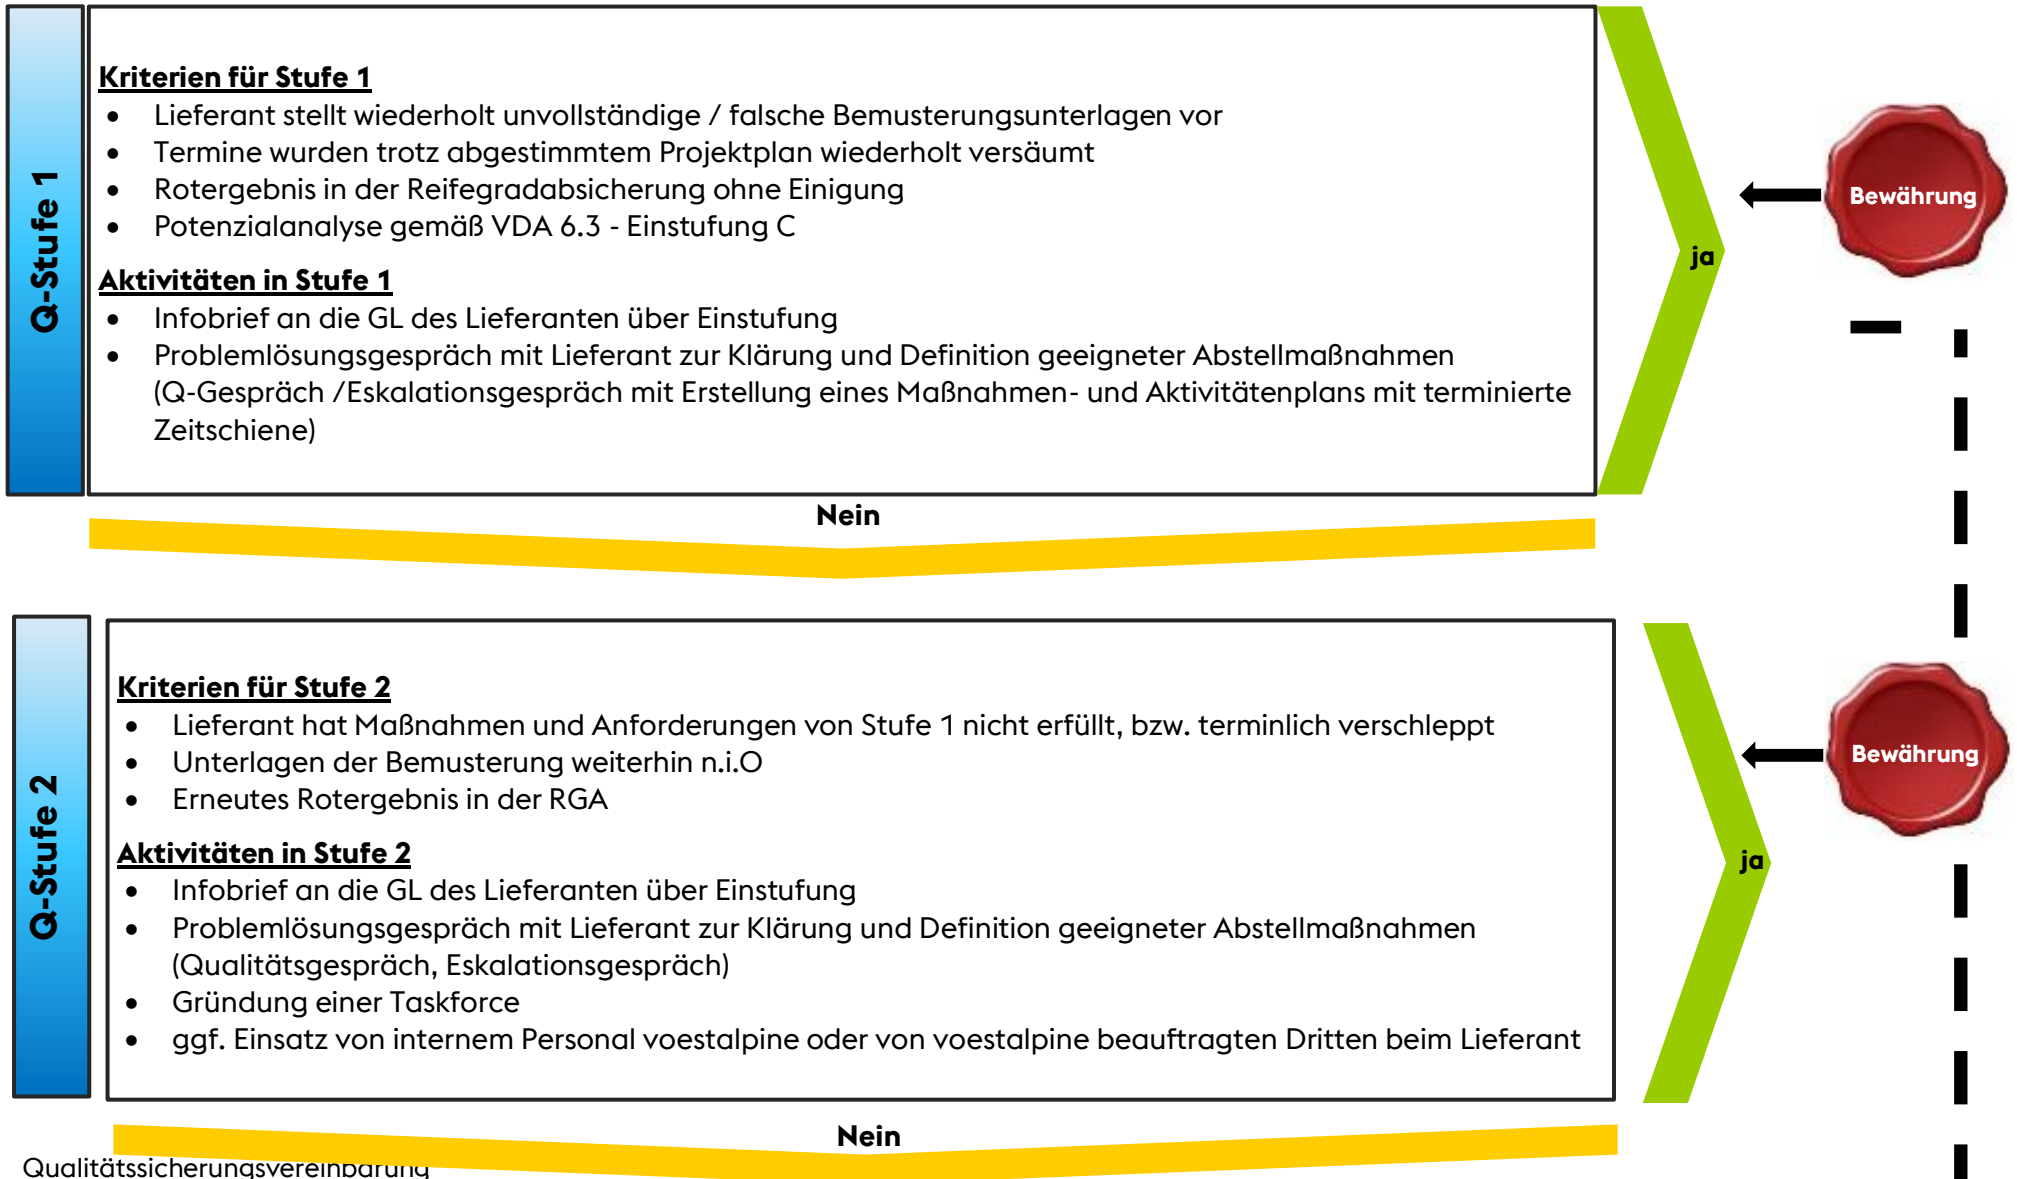 Q-Stufe 1
Kriterien für Stufe 1
• Lieferant stellt wiederholt unvollständige / falsche Bemusterungsunterlagen vor
• Termine wurden trotz abgestimmtem Projektplan wiederholt versäumt
• Rotergebnis in der Reifegradabsicherung ohne Einigung
• Potenzialanalyse gemäß VDA 6.3 - Einstufung C
Aktivitäten in Stufe 1
• Infobrief an die GL des Lieferanten über Einstufung
• Problemlösungsgespräch mit Lieferant zur Klärung und Definition geeigneter Abstellmaßnahmen
(Q-Gespräch /Eskalationsgespräch mit Erstellung eines Maßnahmen- und Aktivitätenplans mit terminierte
Zeitschiene)
ja
Bewährung
Nein
Q-Stufe 2
Kriterien für Stufe 2
• Lieferant hat Maßnahmen und Anforderungen von Stufe 1 nicht erfüllt, bzw. terminlich verschleppt
• Unterlagen der Bemusterung weiterhin n.i.O
• Erneutes Rotergebnis in der RGA
Aktivitäten in Stufe 2
• Infobrief an die GL des Lieferanten über Einstufung
• Problemlösungsgespräch mit Lieferant zur Klärung und Definition geeigneter Abstellmaßnahmen
(Qualitätsgespräch, Eskalationsgespräch)
• Gründung einer Taskforce
• ggf. Einsatz von internem Personal voestalpine oder von voestalpine beauftragten Dritten beim Lieferant
ja
Bewährung
Nein
Qualitätssicherungsvereinbarung